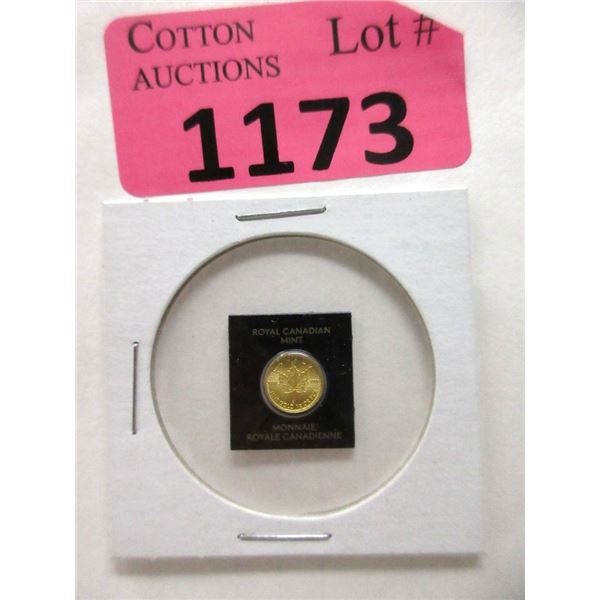 COTTON
AUCTIONS
Lot #
1173
ROYAL CANADIAN
MINT
MONNAIE
ROYALE CANADIENNE